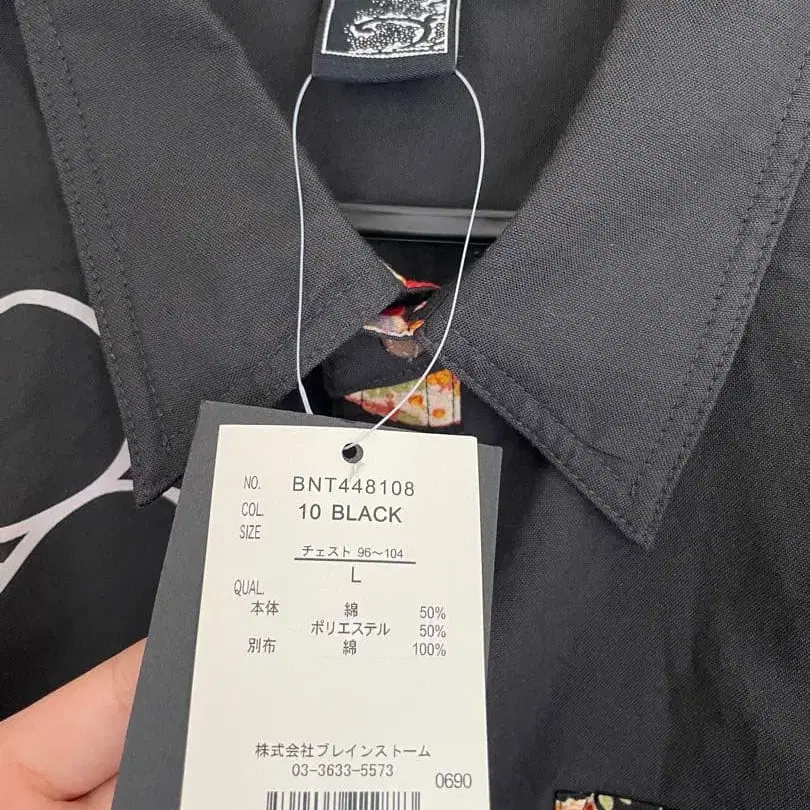 NO. BNT448108
COL. 10 BLACK
SIZE
チェスト 96～104
L
QUAL.
本体 綿 50%
ポリエステル 50%
別布 綿 100%
株式会社ブレインストーム
03-3633-5573
0690